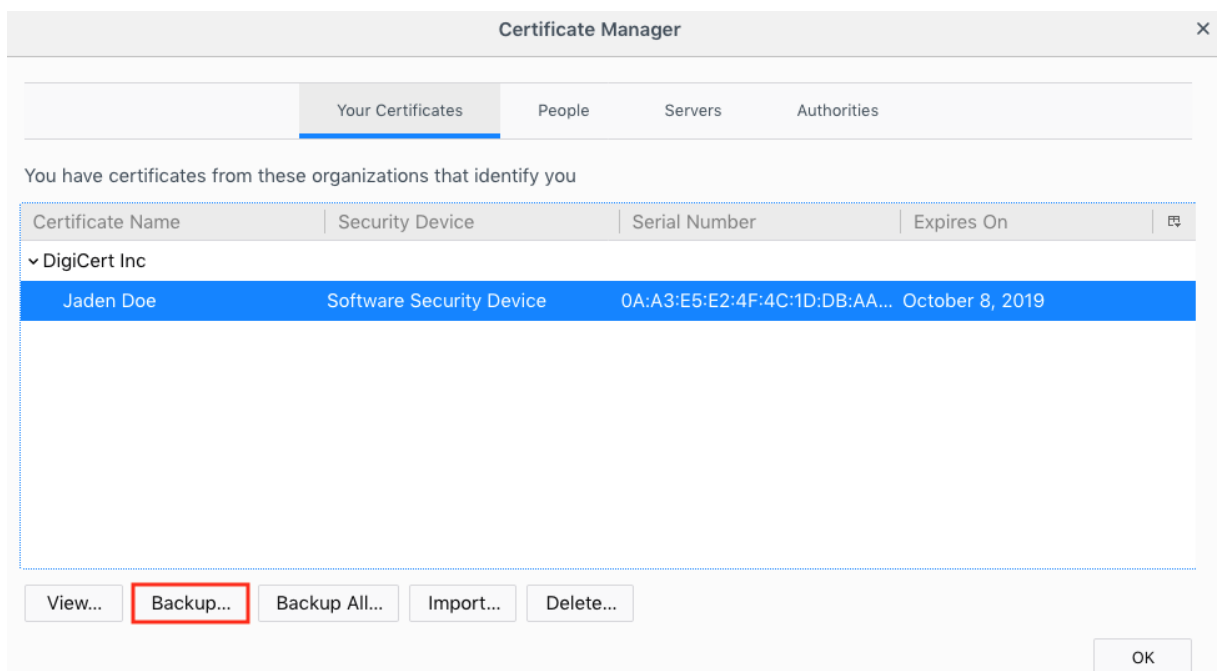 Certificate Manager
Your Certificates People Servers Authorities
You have certificates from these organizations that identify you
Certificate Name Security Device Serial Number Expires On
DigiCert Inc
Jaden Doe Software Security Device 0A:A3:E5:E2:4F:4C:1D:DB:AA... October 8, 2019
View... Backup... Backup All... Import... Delete...
OK